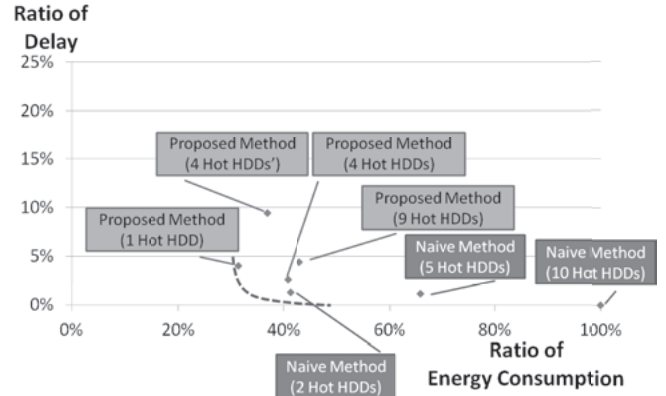 Ratio of
Delay
25%
20%
15%
10%
5%
0%
Proposed Method
(4 Hot HDDs')
Proposed Method
(4 Hot HDDs)
Proposed Method
(9 Hot HDDs)
Proposed Method
(1 Hot HDD)
Naive Method
(5 Hot HDDs)
Naive Method
(10 Hot HDDs)
0%
20%
40%
60%
80%
100%
Naive Method
(2 Hot HDDs)
Ratio of
Energy Consumption